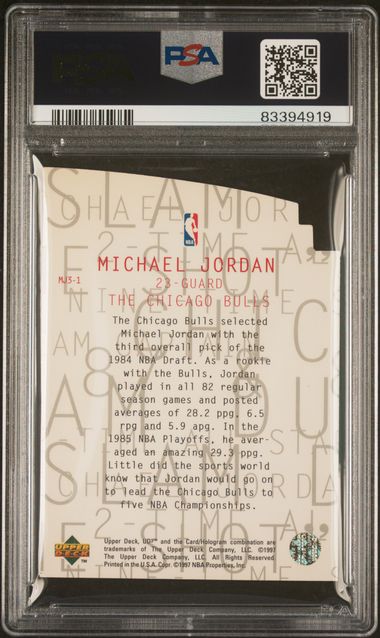 PSA
83394919
NBA
MICHAEL JORDAN
MJ3-1
23-GUARD
THE CHICAGO BULLS
The Chicago Bulls selected
Michael Jordan with the
third overall pick of the
1984 NBA Draft. As a rookie
with the Bulls, Jordan
played in all 82 regular
season games and posted
averages of 28.2 ppg, 6.5
rpg and 5.9 apg. In the
1985 NBA Playoffs, he aver-
aged an amazing 29.3 ppg.
Little did the sports world
know that Jordan would go on
to lead the Chicago Bulls to
five NBA Championships.
UPPER
DECK
™
Upper Deck, UD³™ and the Card/Hologram combination are
trademarks of The Upper Deck Company, LLC. ©1997
The Upper Deck Company, LLC. All Rights Reserved.
Printed in the U.S.A. Copr. ©1997 NBA Properties, Inc.